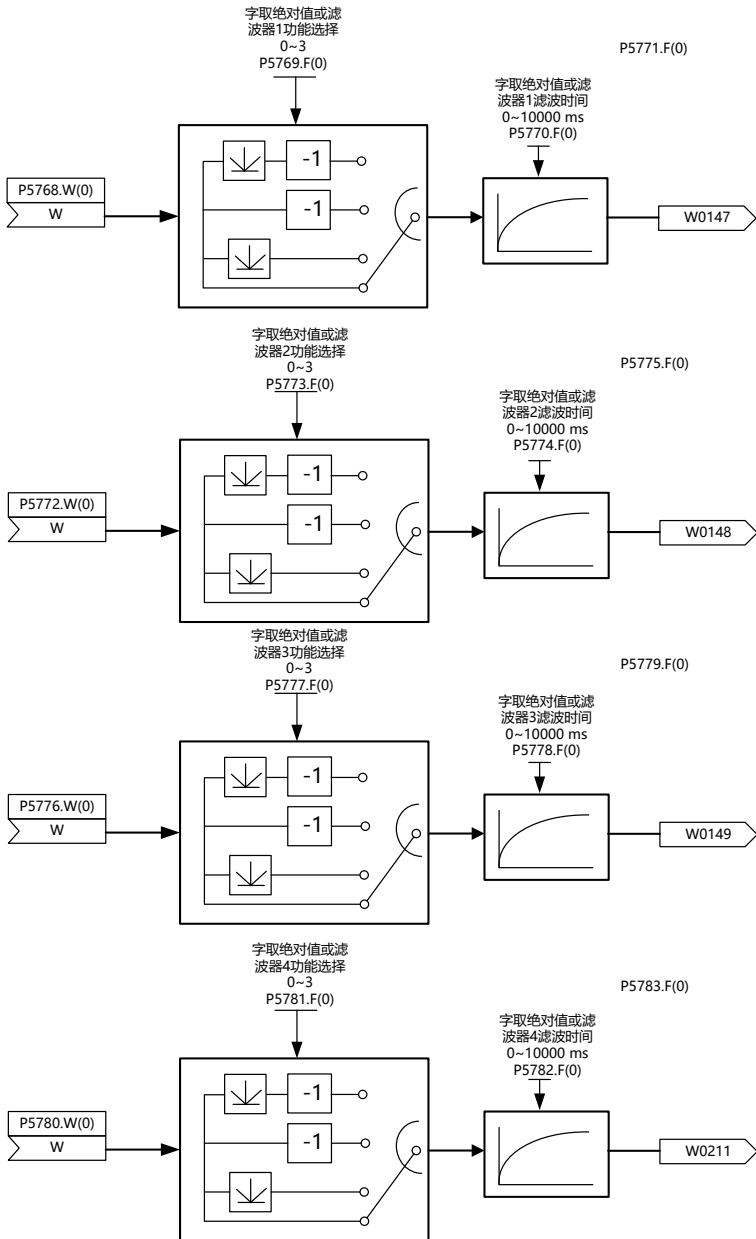 字取绝对值或滤
波器1功能选择
0~3
P5769.F(0)
P5771.F(0)
字取绝对值或滤
波器1滤波时间
0~10000 ms
P5770.F(0)
P5768.W(0)
W
-1
-1
W0147
字取绝对值或滤
波器2功能选择
0~3
P5773.F(0)
P5775.F(0)
字取绝对值或滤
波器2滤波时间
0~10000 ms
P5774.F(0)
P5772.W(0)
W
-1
-1
W0148
字取绝对值或滤
波器3功能选择
0~3
P5777.F(0)
P5779.F(0)
字取绝对值或滤
波器3滤波时间
0~10000 ms
P5778.F(0)
P5776.W(0)
W
-1
-1
W0149
字取绝对值或滤
波器4功能选择
0~3
P5781.F(0)
P5783.F(0)
字取绝对值或滤
波器4滤波时间
0~10000 ms
P5782.F(0)
P5780.W(0)
W
-1
-1
W0211